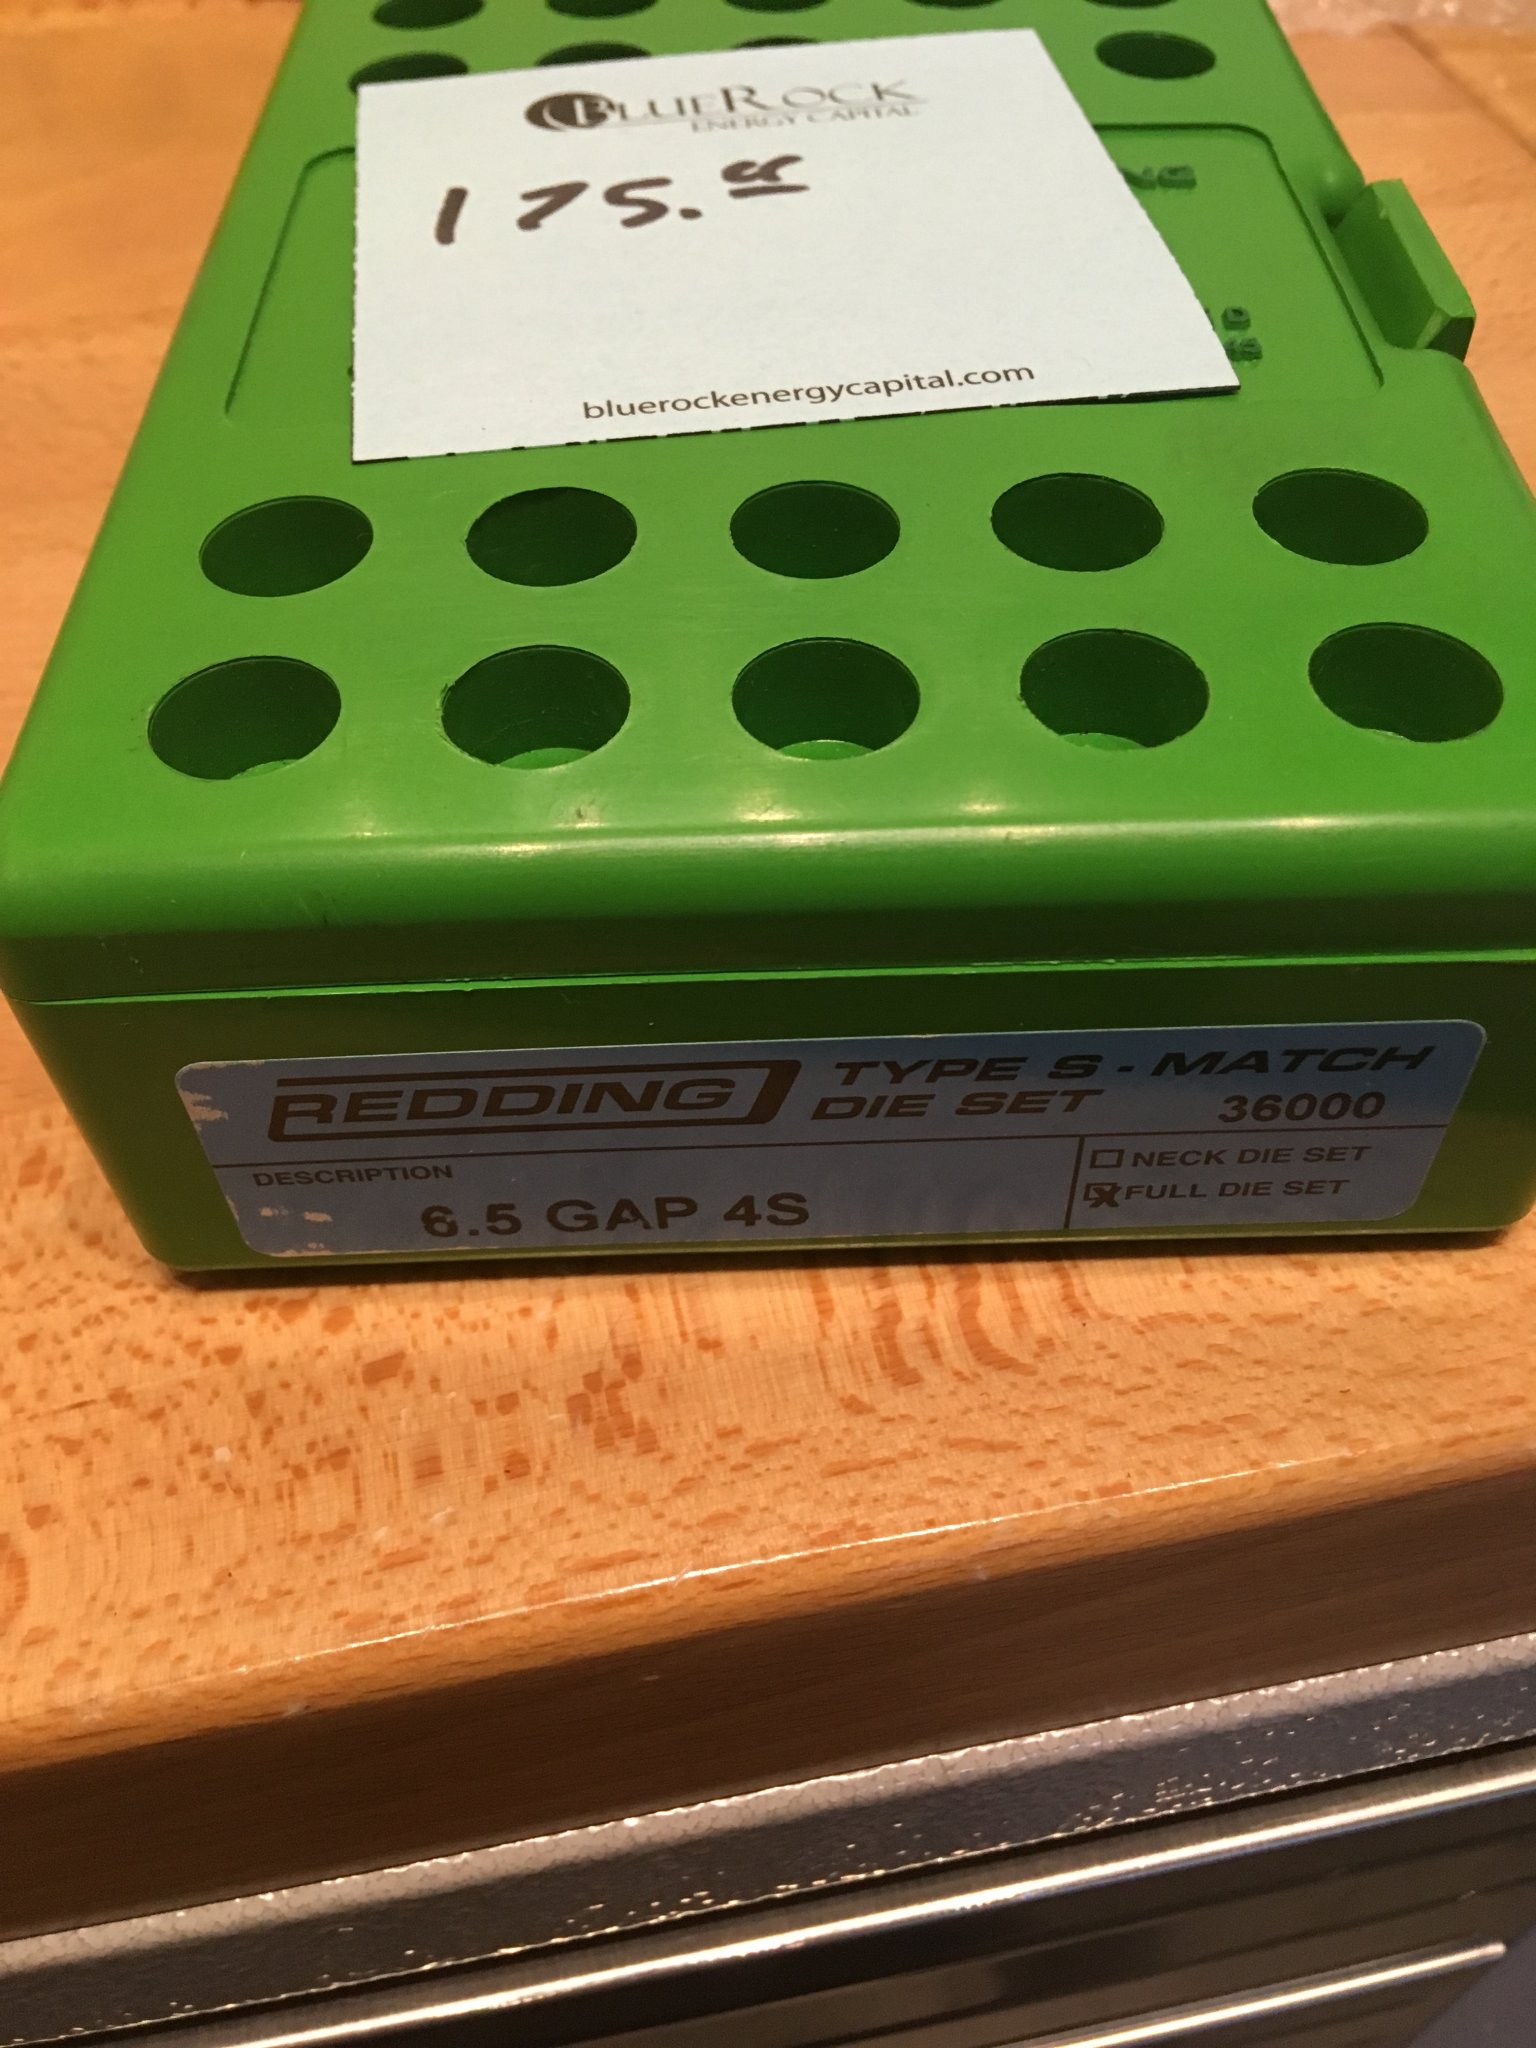 BLUEROCK
ENERGY CAPITAL
175.00
bluerockenergycapital.com
REDDING
TYPE S - MATCH
DIE SET
36000
DESCRIPTION
6.5 GAP 4S
NECK DIE SET
X FULL DIE SET